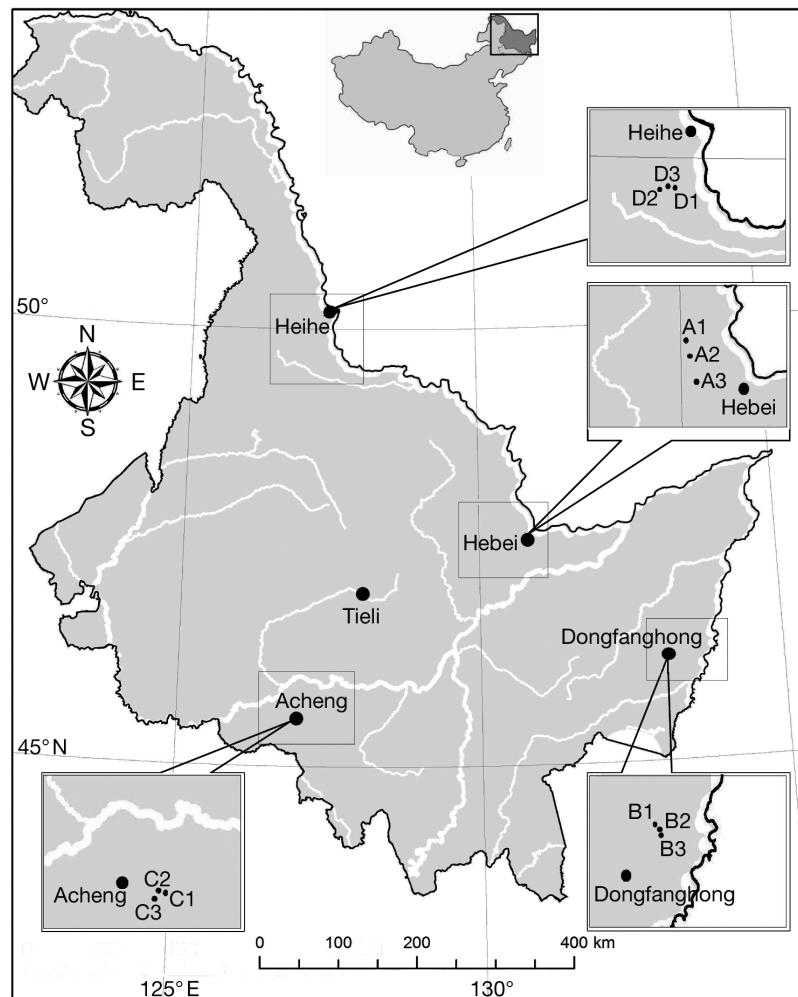 Heihe
D3
D2
D1
50°
Heihe
N
W
E
S
A1
A2
A3
Hebei
Hebei
Tieli
Dongfanghong
Acheng
45°N
B1
B2
B3
Dongfanghong
Acheng
C2
C1
C3
0 100 200 400 km
125°E
130°